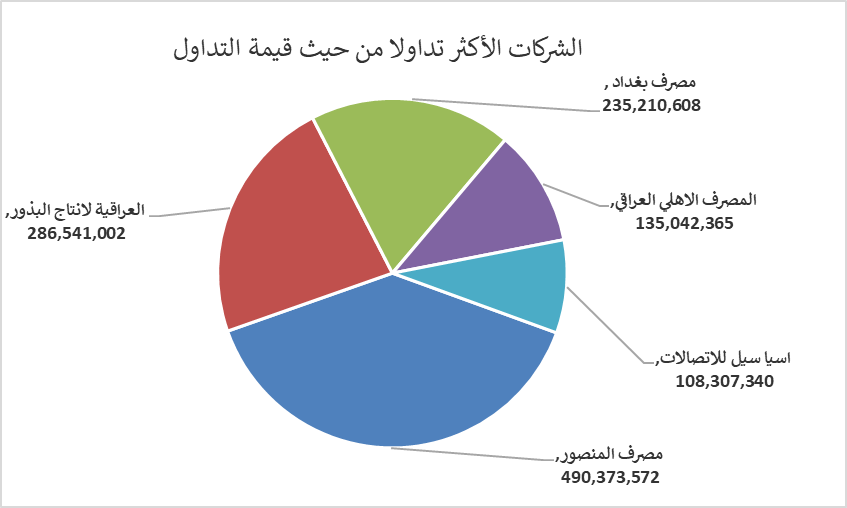 الشركات الأكثر تداولا من حيث قيمة التداول
مصرف بغداد ,
235,210,608
المصرف الاهلي العراقي,
135,042,365
العراقية لانتاج البذور,
286,541,002
اسيا سيل للاتصالات,
108,307,340
مصرف المنصور,
490,373,572